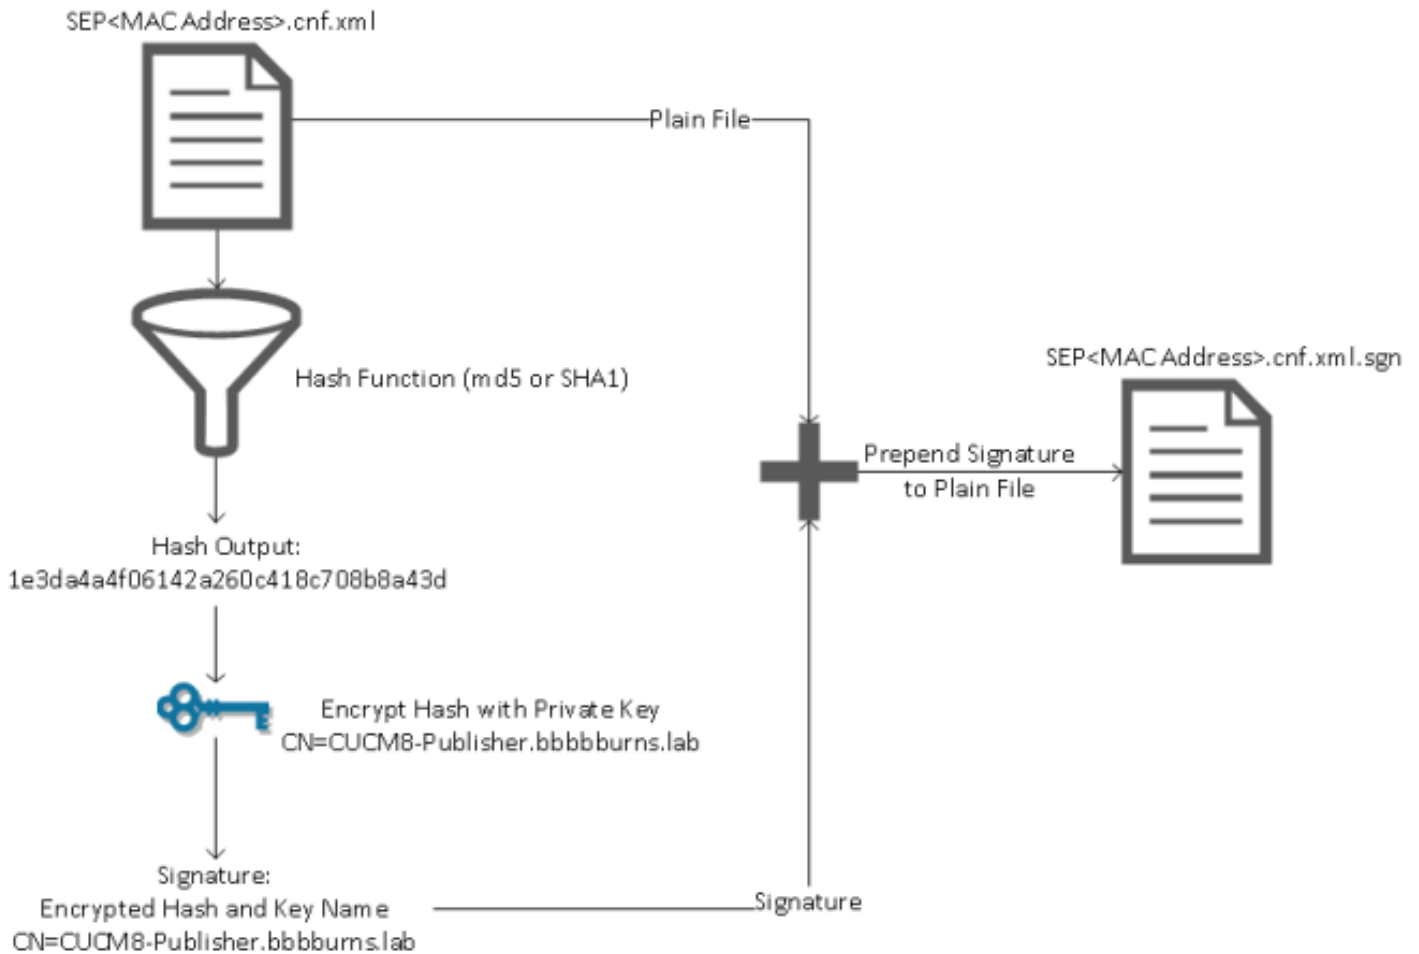 SEP<MAC Address>.cnf.xml
Plain File
Hash Function (md5 or SHA1)
SEP<MAC Address>.cnf.xml.sgn
Prepend Signature
to Plain File
Hash Output:
1e3da4a4f06142a260c418c708b8a43d
Encrypt Hash with Private Key
CN=CUCM8-Publisher.bbbbburns.lab
Signature:
Encrypted Hash and Key Name
CN=CUCM8-Publisher.bbbburns.lab
Signature